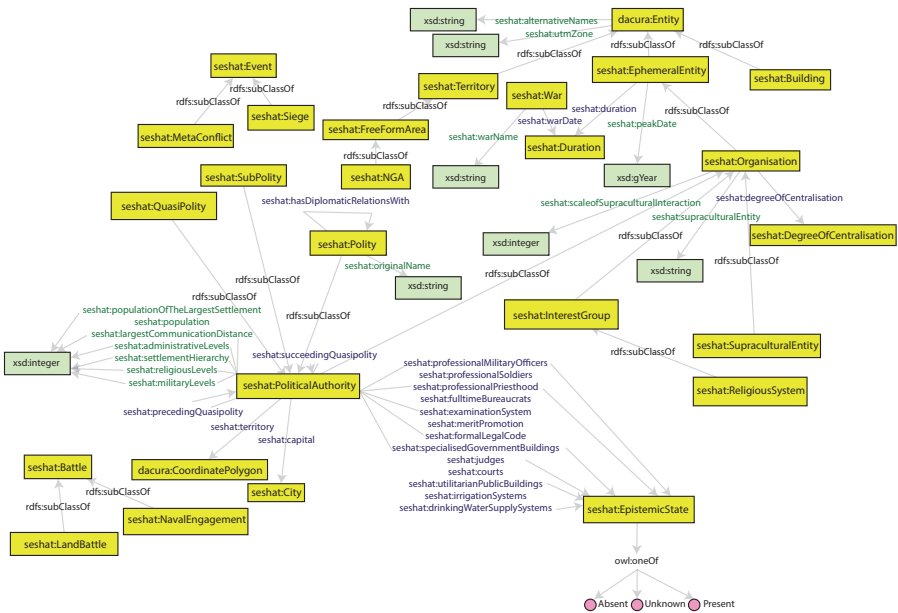 xsd:string
seshat:alternativeNames
dacura:Entity
seshat:utmZone
xsd:string
rdfs:subClassOf
rdfs:subClassOf
rdfs:subClassOf
seshat:Event
seshat:EphemeralEntity
seshat:Building
rdfs:subClassOf
rdfs:subClassOf
seshat:Territory
seshat:War
seshat:MetaConflict
seshat:Siege
rdfs:subClassOf
seshat:FreeFormArea
seshat:duration
seshat:warDate
seshat:peakDate
rdfs:subClassOf
seshat:warName
seshat:Duration
rdfs:subClassOf
seshat:Organisation
seshat:SubPolity
seshat:NGA
xsd:string
xsd:gYear
seshat:QuasiPolity
seshat:hasDiplomaticRelationsWith
seshat:scaleofSupraculturalInteraction
seshat:degreeOfCentralisation
seshat:supraculturalEntity
seshat:Polity
xsd:integer
rdfs:subClassOf
seshat:DegreeOfCentralisation
seshat:originalName
rdfs:subClassOf
xsd:string
rdfs:subClassOf
xsd:string
rdfs:subClassOf
rdfs:subClassOf
rdfs:subClassOf
seshat:populationOfTheLargestSettlement
seshat:population
seshat:largestCommunicationDistance
seshat:administrativeLevels
seshat:settlementHierarchy
seshat:religiousLevels
seshat:militaryLevels
xsd:integer
seshat:InterestGroup
seshat:SupraculturalEntity
rdfs:subClassOf
seshat:ReligiousSystem
seshat:succeedingQuasipolity
seshat:PoliticalAuthority
seshat:precedingQuasipolity
seshat:territory
seshat:capital
seshat:professionalMilitaryOfficers
seshat:professionalSoldiers
seshat:professionalPriesthood
seshat:fulltimeBureaucrats
seshat:examinationSystem
seshat:meritPromotion
seshat:formalLegalCode
seshat:specialisedGovernmentBuildings
seshat:judges
seshat:courts
seshat:utilitarianPublicBuildings
seshat:irrigationSystems
seshat:drinkingWaterSupplySystems
seshat:Battle
dacura:CoordinatePolygon
seshat:City
rdfs:subClassOf
rdfs:subClassOf
seshat:NavalEngagement
seshat:LandBattle
seshat:EpistemicState
owl:oneOf
Absent
Unknown
Present